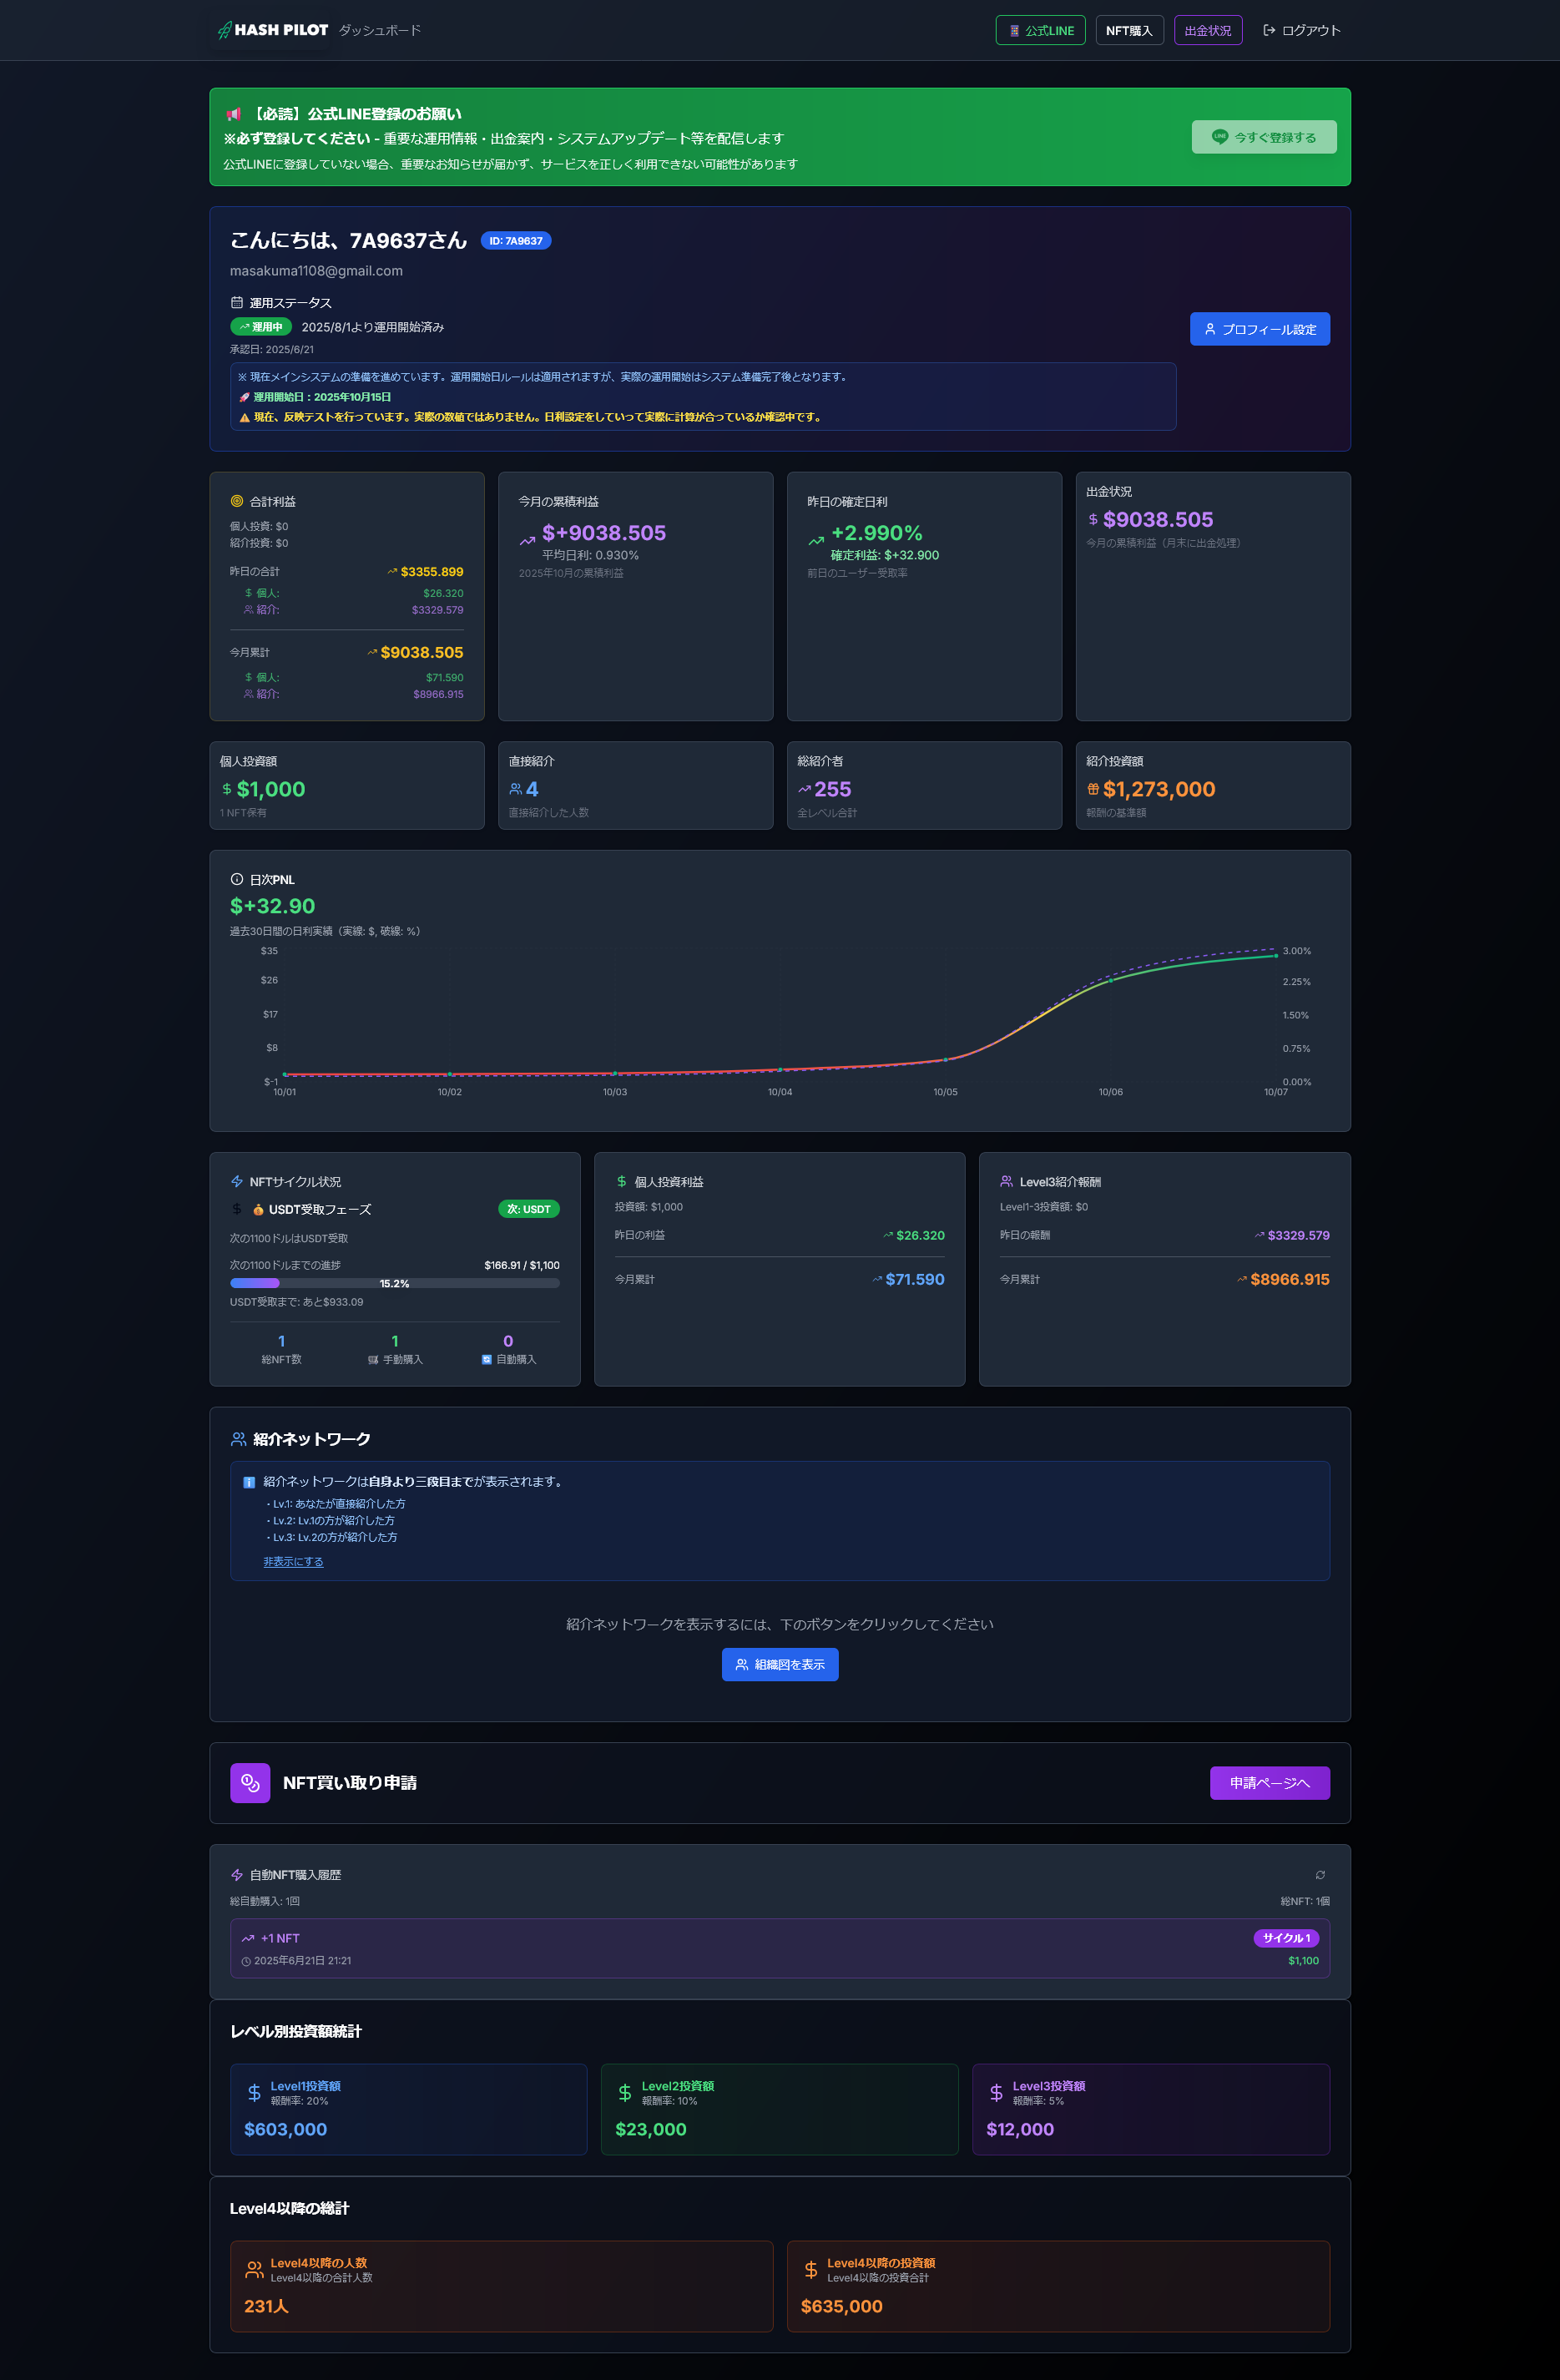 HASH PILOT ダッシュボード
公式LINE NFT購入 出金状況 ログアウト
【必読】公式LINE登録のお願い
※必ず登録してください - 重要な運用情報・出金案内・システムアップデート等を配信します
公式LINEに登録していない場合、重要なお知らせが届かず、サービスを正しく利用できない可能性があります
LINE 今すぐ登録する
こんにちは、7A9637さん ID: 7A9637
masakuma1108@gmail.com
運用ステータス
運用中 2025/8/1より運用開始済み
承認日: 2025/6/21
※ 現在メインシステムの準備を進めています。運用開始日ルールは適用されますが、実際の運用開始はシステム準備完了後となります。
🚀 運用開始日：2025年10月15日
⚠️ 現在、反映テストを行っています。実際の数値ではありません。日利設定をしていって実際に計算が合っているか確認中です。
プロフィール設定
合計利益
個人投資: $0
紹介投資: $0
昨日の合計 $3355.899
個人: $26.320
紹介: $3329.579
今月累計 $9038.505
個人: $71.590
紹介: $8966.915
今月の累積利益
$+9038.505
平均日利: 0.930%
2025年10月の累積利益
昨日の確定日利
+2.990%
確定利益: $+32.900
前日のユーザー受取率
出金状況
$9038.505
今月の累積利益（月末に出金処理）
個人投資額
$1,000
1 NFT保有
直接紹介
4
直接紹介した人数
総紹介者
255
全レベル合計
紹介投資額
$1,273,000
報酬の基準額
日次PNL
$+32.90
過去30日間の日利実績（実線: $, 破線: %）
$35 3.00%
$26 2.25%
$17 1.50%
$8 0.75%
$-1 0.00%
10/01 10/02 10/03 10/04 10/05 10/06 10/07
NFTサイクル状況
💰 USDT受取フェーズ 次: USDT
次の1100ドルはUSDT受取
次の1100ドルまでの進捗 $166.91 / $1,100
15.2%
USDT受取まで: あと$933.09
1 1 0
総NFT数 🛒 手動購入 🔄 自動購入
個人投資利益
投資額: $1,000
昨日の利益 $26.320
今月累計 $71.590
Level3紹介報酬
Level1-3投資額: $0
昨日の報酬 $3329.579
今月累計 $8966.915
紹介ネットワーク
ℹ️ 紹介ネットワークは自身より三段目までが表示されます。
・Lv.1: あなたが直接紹介した方
・Lv.2: Lv.1の方が紹介した方
・Lv.3: Lv.2の方が紹介した方
非表示にする
紹介ネットワークを表示するには、下のボタンをクリックしてください
組織図を表示
NFT買い取り申請 申請ページへ
自動NFT購入履歴
総自動購入: 1回 総NFT: 1個
+1 NFT サイクル 1
2025年6月21日 21:21 $1,100
レベル別投資額統計
Level1投資額
報酬率: 20%
$603,000
Level2投資額
報酬率: 10%
$23,000
Level3投資額
報酬率: 5%
$12,000
Level4以降の総計
Level4以降の人数
Level4以降の合計人数
231人
Level4以降の投資額
Level4以降の投資合計
$635,000